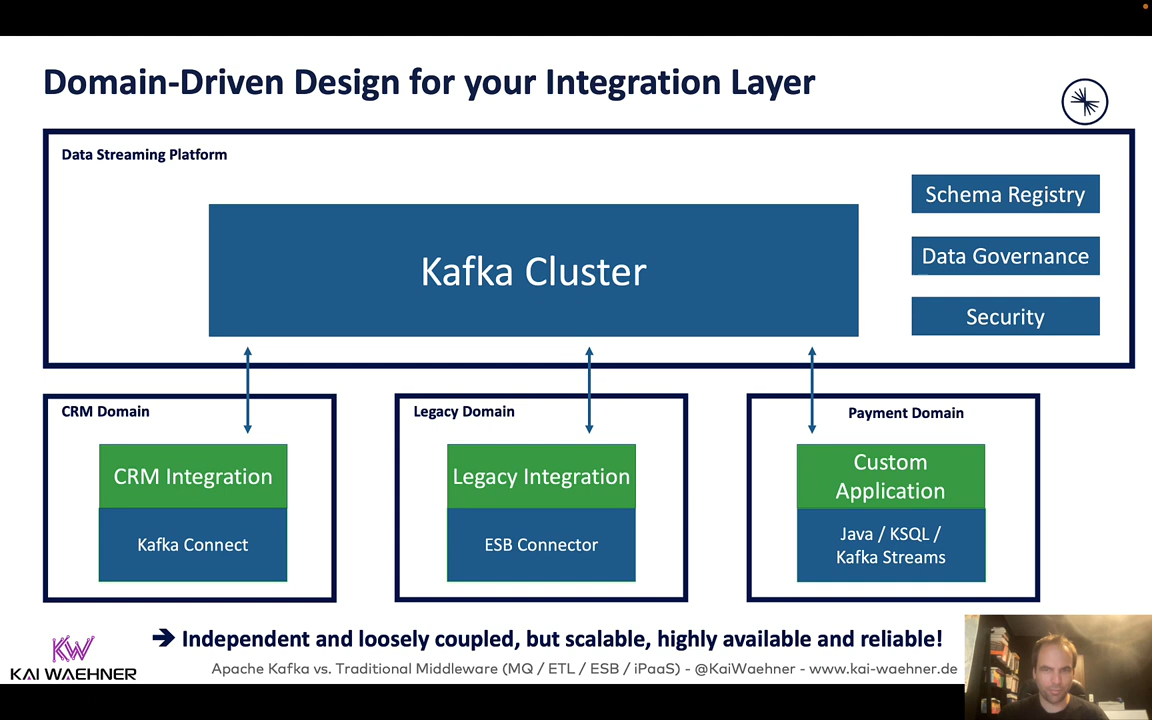 Domain-Driven Design for your Integration Layer
Data Streaming Platform
Kafka Cluster
Schema Registry
Data Governance
Security
CRM Domain
CRM Integration
Kafka Connect
Legacy Domain
Legacy Integration
ESB Connector
Payment Domain
Custom
Application
Java / KSQL /
Kafka Streams
➔ Independent and loosely coupled, but scalable, highly available and reliable!
KW
KAI WAEHNER
Apache Kafka vs. Traditional Middleware (MQ / ETL / ESB / iPaaS) - @KaiWaehner - www.kai-waehner.de